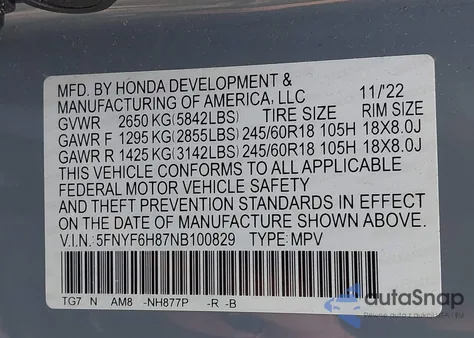 MFD. BY HONDA DEVELOPMENT &
MANUFACTURING OF AMERICA, LLC 11/'22
GVWR 2650 KG(5842LBS) TIRE SIZE RIM SIZE
GAWR F 1295 KG(2855LBS) 245/60R18 105H 18X8.0J
GAWR R 1425 KG(3142LBS) 245/60R18 105H 18X8.0J
THIS VEHICLE CONFORMS TO ALL APPLICABLE
FEDERAL MOTOR VEHICLE SAFETY
AND THEFT PREVENTION STANDARDS IN EFFECT
ON THE DATE OF MANUFACTURE SHOWN ABOVE.
V.I.N.: 5FNYF6H87NB100829 TYPE: MPV
TG7 N AM8 -NH877P -R -B
autoSnap